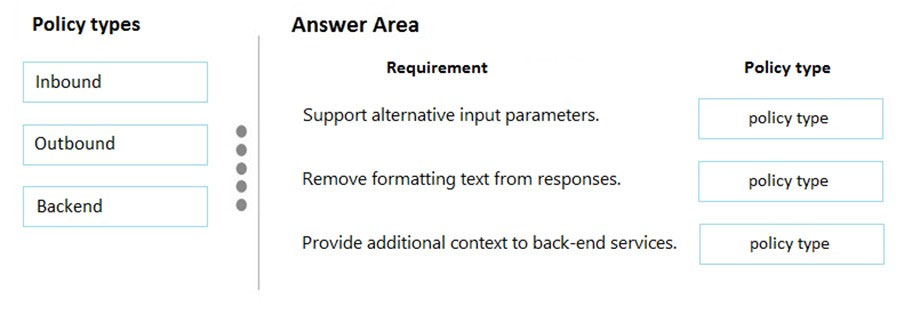 Policy types
Answer Area
Requirement
Policy type
Inbound
Support alternative input parameters.
policy type
Outbound
Remove formatting text from responses.
policy type
Backend
Provide additional context to back-end services.
policy type